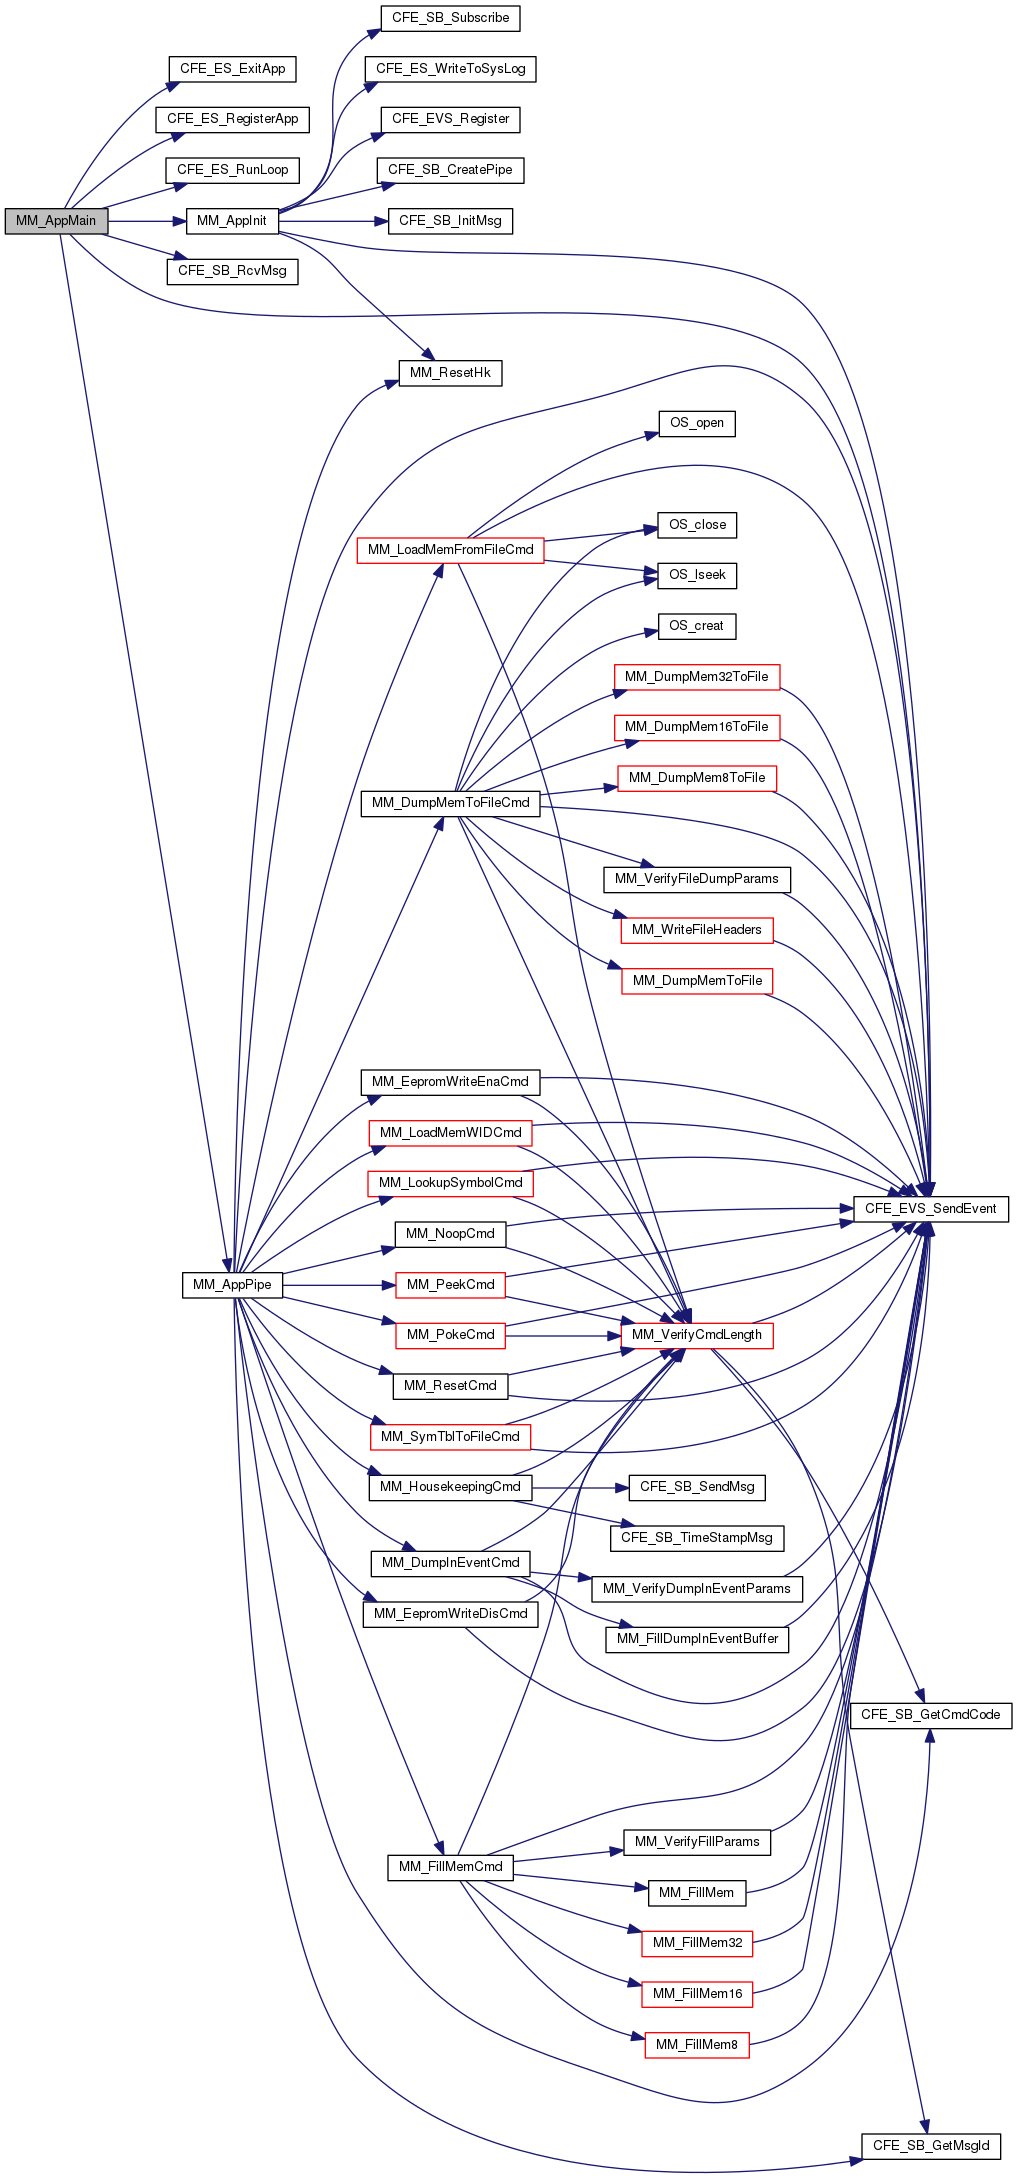 CFE_SB_Subscribe
CFE_ES_ExitApp
CFE_ES_WriteToSysLog
CFE_ES_RegisterApp
CFE_EVS_Register
CFE_ES_RunLoop
CFE_SB_CreatePipe
MM_AppMain
MM_AppInit
CFE_SB_InitMsg
CFE_SB_RcvMsg
MM_ResetHk
OS_open
OS_close
MM_LoadMemFromFileCmd
OS_lseek
OS_creat
MM_DumpMem32ToFile
MM_DumpMem16ToFile
MM_DumpMem8ToFile
MM_DumpMemToFileCmd
MM_VerifyFileDumpParams
MM_WriteFileHeaders
MM_DumpMemToFile
MM_EepromWriteEnaCmd
MM_LoadMemWIDCmd
MM_LookupSymbolCmd
CFE_EVS_SendEvent
MM_NoopCmd
MM_AppPipe
MM_PeekCmd
MM_PokeCmd
MM_VerifyCmdLength
MM_ResetCmd
MM_SymTblToFileCmd
MM_HousekeepingCmd
CFE_SB_SendMsg
CFE_SB_TimeStampMsg
MM_DumpInEventCmd
MM_VerifyDumpInEventParams
MM_EepromWriteDisCmd
MM_FillDumpInEventBuffer
CFE_SB_GetCmdCode
MM_VerifyFillParams
MM_FillMemCmd
MM_FillMem
MM_FillMem32
MM_FillMem16
MM_FillMem8
CFE_SB_GetMsgId